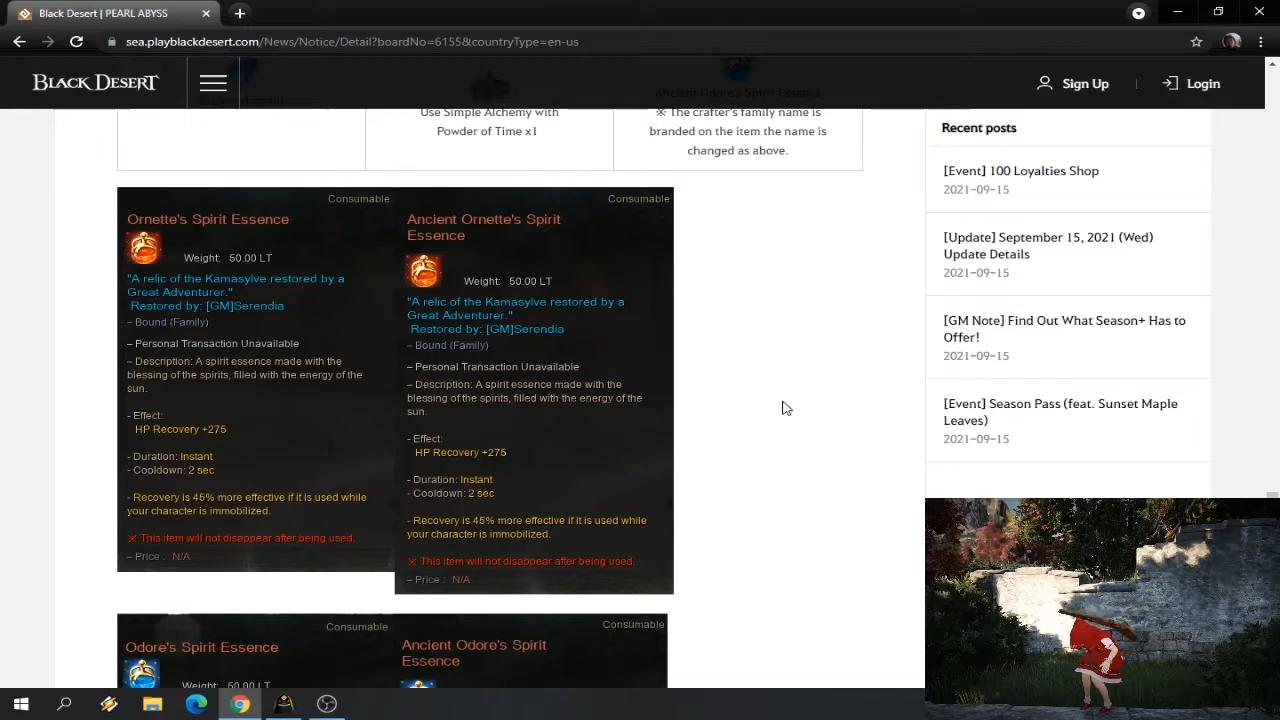 Black Desert | PEARL ABYSS
sea.playblackdesert.com/News/Notice/Detail?boardNo=6155&countryType=en-us
BLACK DESERT
Sign Up
Login
Ancient Odore's Spirit Essence
Use Simple Alchemy with
Powder of Time x1
※ The crafter's family name is
branded on the item the name is
changed as above.
Consumable
Ornette's Spirit Essence
Weight: 50.00 LT
"A relic of the Kamasylve restored by a
Great Adventurer."
Restored by: [GM]Serendia
– Bound (Family)
– Personal Transaction Unavailable
– Description: A spirit essence made with the
blessing of the spirits, filled with the energy of the
sun.
- Effect:
HP Recovery +275
- Duration: Instant
- Cooldown: 2 sec
- Recovery is 45% more effective if it is used while
your character is immobilized.
※ This item will not disappear after being used.
– Price : N/A
Consumable
Ancient Ornette's Spirit
Essence
Weight: 50.00 LT
"A relic of the Kamasylve restored by a
Great Adventurer."
Restored by: [GM]Serendia
– Bound (Family)
– Personal Transaction Unavailable
– Description: A spirit essence made with the
blessing of the spirits, filled with the energy of the
sun.
- Effect:
HP Recovery +275
- Duration: Instant
- Cooldown: 2 sec
- Recovery is 45% more effective if it is used while
your character is immobilized.
※ This item will not disappear after being used.
– Price : N/A
Consumable
Odore's Spirit Essence
Weight: 50.00 LT
Consumable
Ancient Odore's Spirit
Essence
Recent posts
[Event] 100 Loyalties Shop
2021-09-15
[Update] September 15, 2021 (Wed)
Update Details
2021-09-15
[GM Note] Find Out What Season+ Has to
Offer!
2021-09-15
[Event] Season Pass (feat. Sunset Maple
Leaves)
2021-09-15